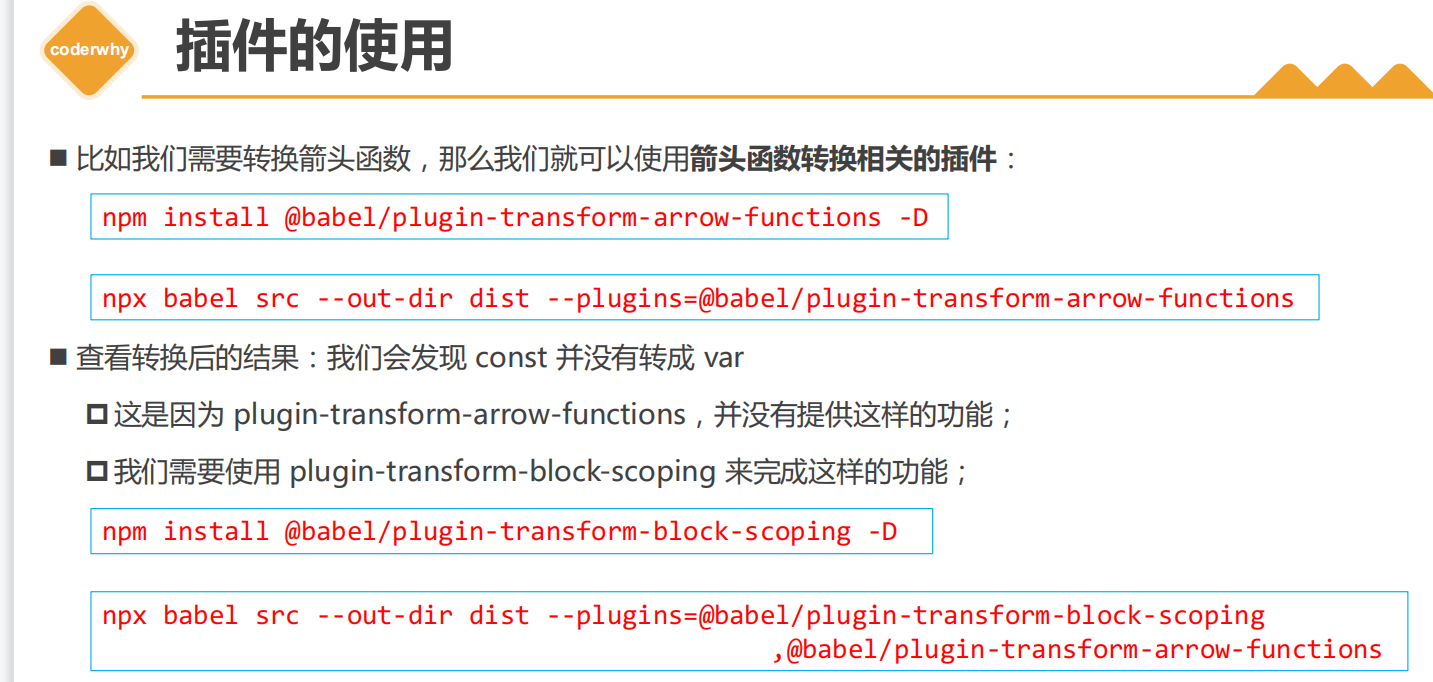 coderwhy
插件的使用
比如我们需要转换箭头函数，那么我们就可以使用箭头函数转换相关的插件：
npm install @babel/plugin-transform-arrow-functions -D
npx babel src --out-dir dist --plugins=@babel/plugin-transform-arrow-functions
查看转换后的结果：我们会发现 const 并没有转成 var
这是因为 plugin-transform-arrow-functions，并没有提供这样的功能；
我们需要使用 plugin-transform-block-scoping 来完成这样的功能；
npm install @babel/plugin-transform-block-scoping -D
npx babel src --out-dir dist --plugins=@babel/plugin-transform-block-scoping
,@babel/plugin-transform-arrow-functions